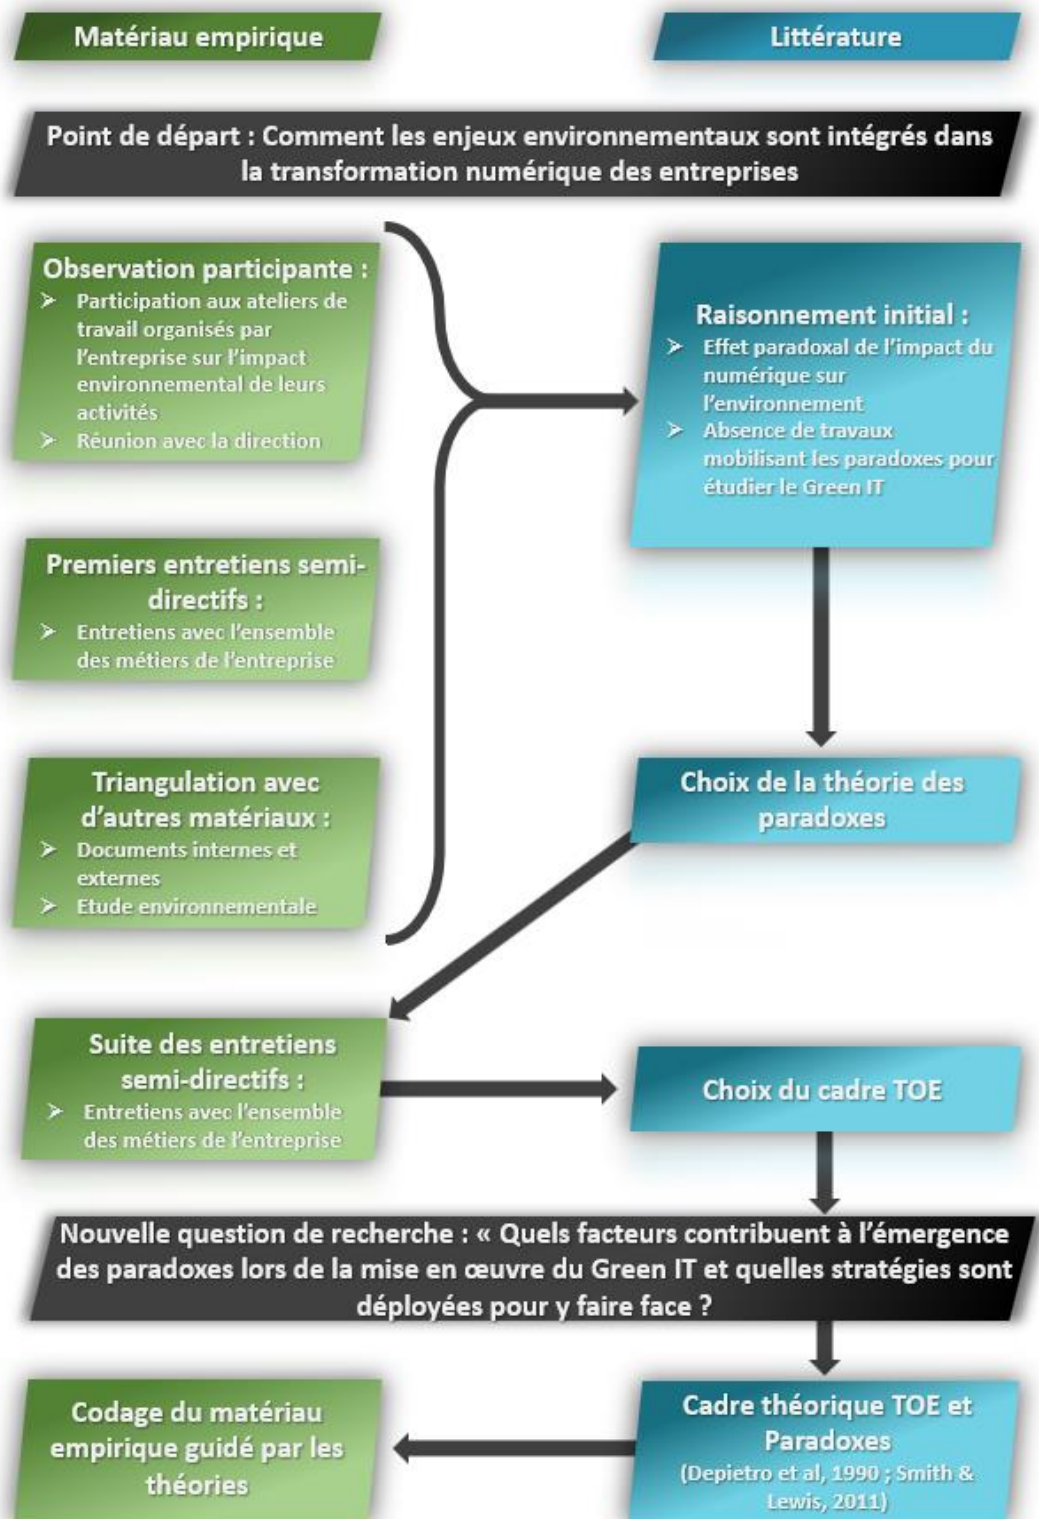 Matériau empirique
Littérature
Point de départ : Comment les enjeux environnementaux sont intégrés dans
la transformation numérique des entreprises
Observation participante :
➢ Participation aux ateliers de
travail organisés par
l'entreprise sur l'impact
environnemental de leurs
activités
➢ Réunion avec la direction
Raisonnement initial :
➢ Effet paradoxal de l'impact du
numérique sur
l'environnement
➢ Absence de travaux
mobilisant les paradoxes pour
étudier le Green IT
Premiers entretiens semi-
directifs :
➢ Entretiens avec l'ensemble
des métiers de l'entreprise
Triangulation avec
d'autres matériaux :
➢ Documents internes et
externes
➢ Etude environnementale
Choix de la théorie des
paradoxes
Suite des entretiens
semi-directifs :
➢ Entretiens avec l'ensemble
des métiers de l'entreprise
Choix du cadre TOE
Nouvelle question de recherche : « Quels facteurs contribuent à l'émergence
des paradoxes lors de la mise en œuvre du Green IT et quelles stratégies sont
déployées pour y faire face ?
Codage du matériau
empirique guidé par les
théories
Cadre théorique TOE et
Paradoxes
(Depietro et al, 1990 ; Smith &
Lewis, 2011)